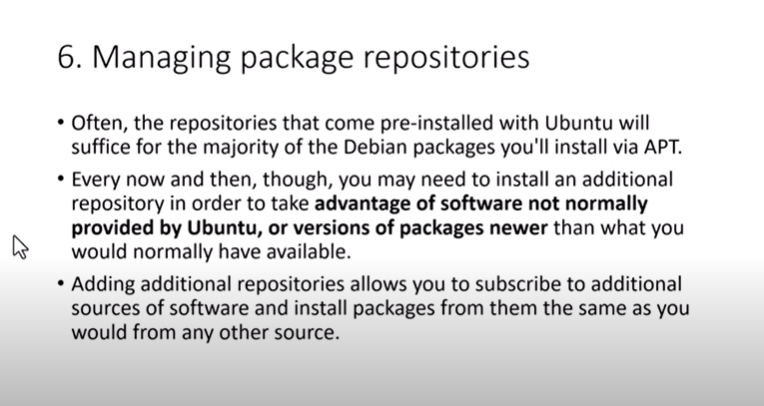 6. Managing package repositories
• Often, the repositories that come pre-installed with Ubuntu will
suffice for the majority of the Debian packages you'll install via APT.
• Every now and then, though, you may need to install an additional
repository in order to take advantage of software not normally
provided by Ubuntu, or versions of packages newer than what you
would normally have available.
• Adding additional repositories allows you to subscribe to additional
sources of software and install packages from them the same as you
would from any other source.